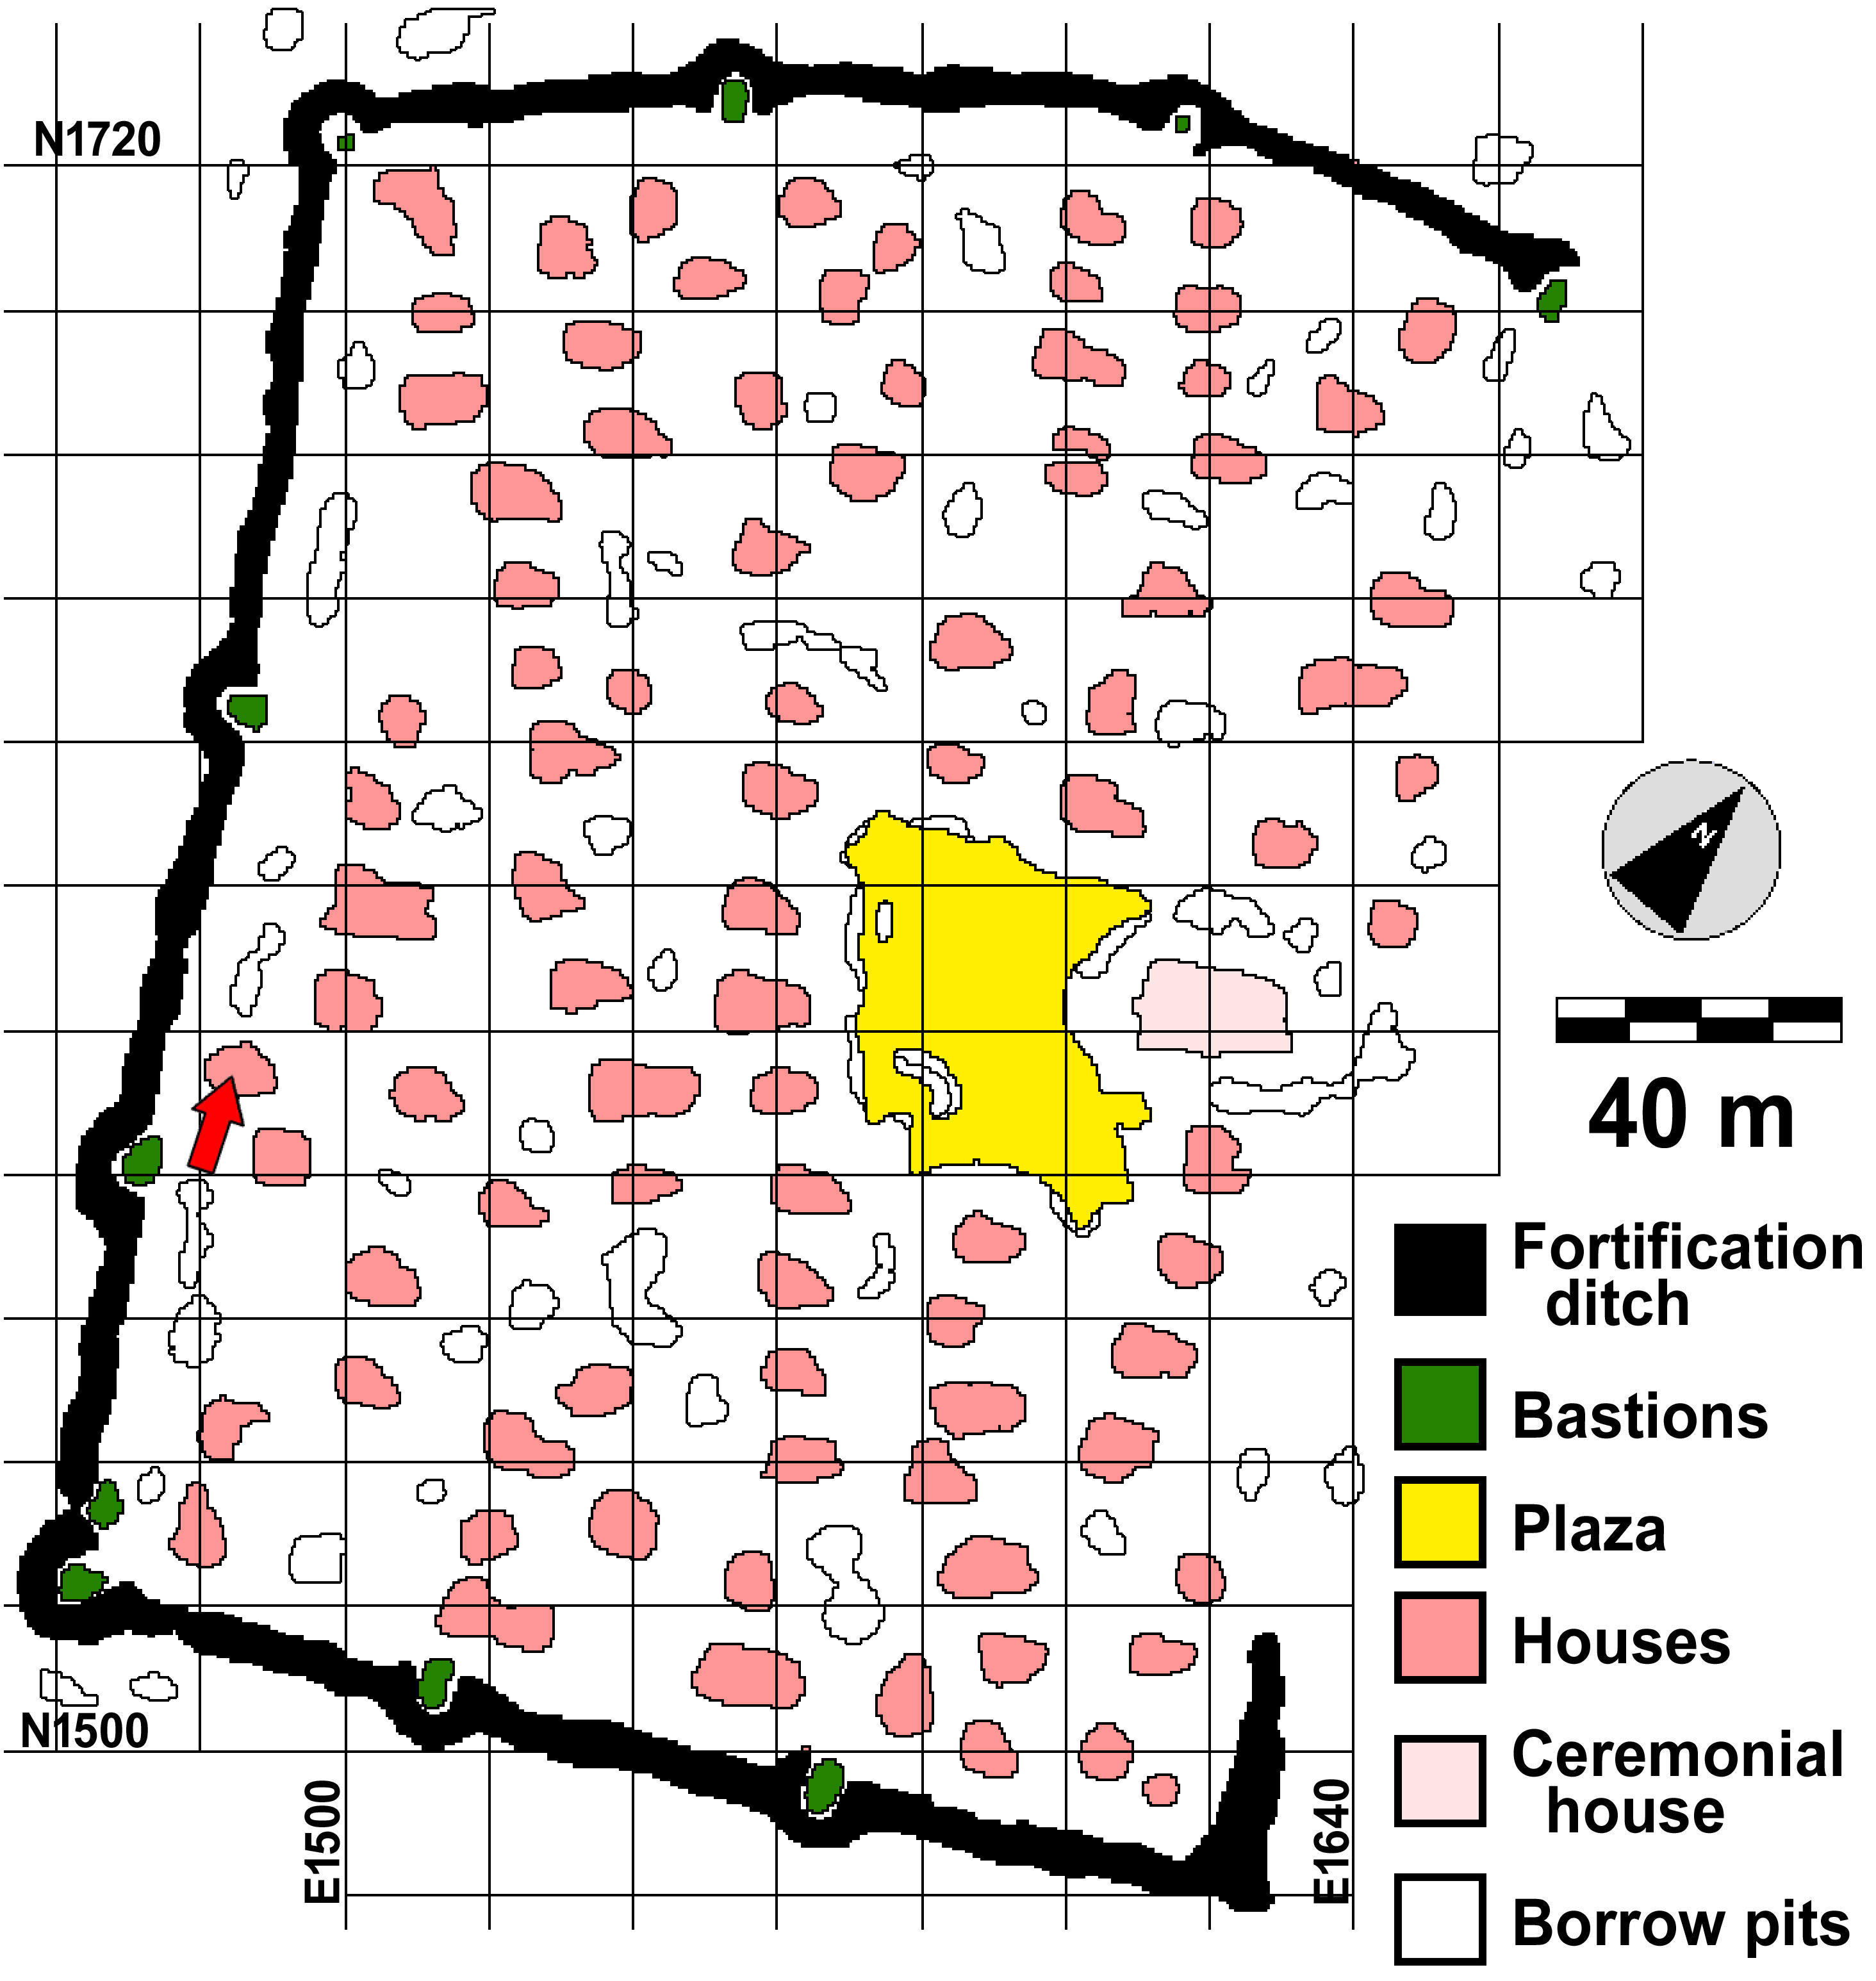 N1720
N
40 m
Fortification
ditch
Bastions
Plaza
Houses
Ceremonial
house
Borrow pits
N1500
E1500
E1640